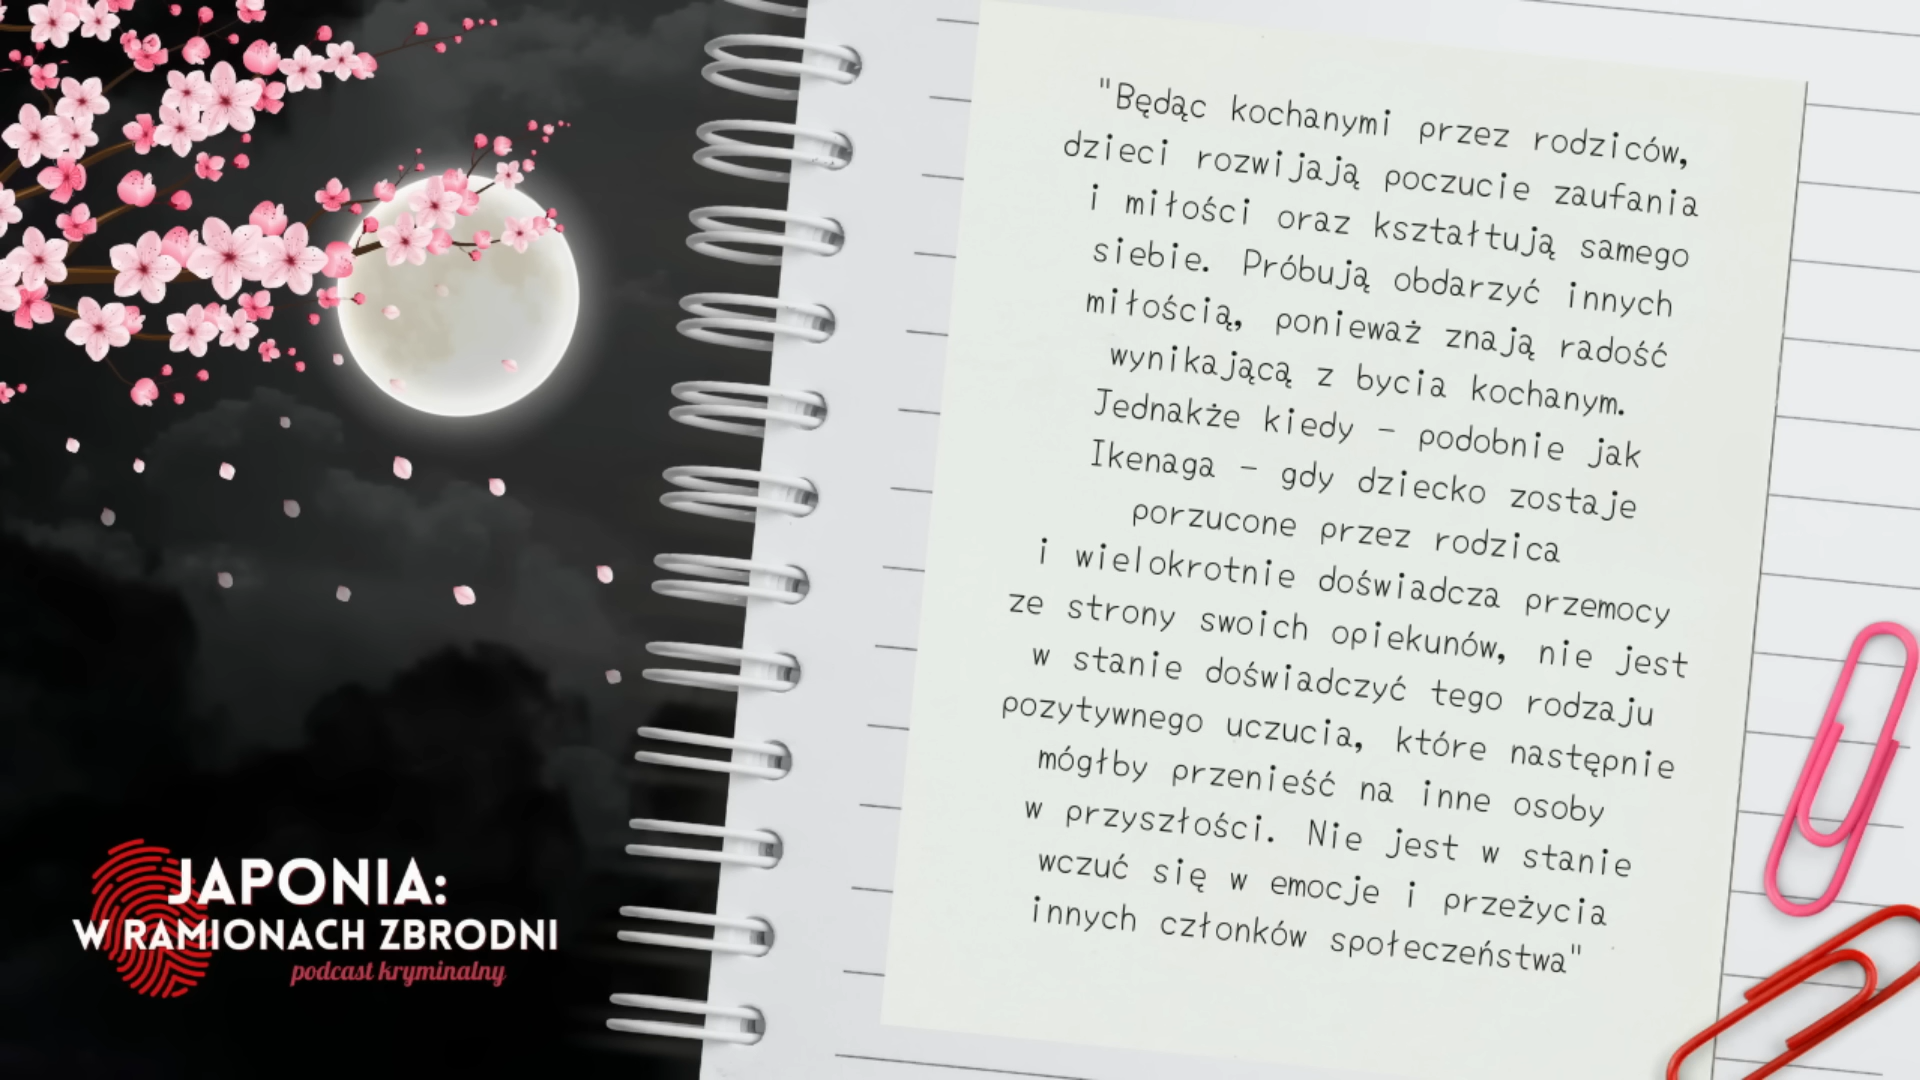 "Będąc kochanymi przez rodziców,
dzieci rozwijają poczucie zaufania
i miłości oraz kształtują samego
siebie. Próbują obdarzyć innych
miłością, ponieważ znają radość
wynikającą z bycia kochanym.
Jednakże kiedy – podobnie jak
Ikenaga – gdy dziecko zostaje
porzucone przez rodzica
i wielokrotnie doświadcza przemocy
ze strony swoich opiekunów, nie jest
w stanie doświadczyć tego rodzaju
pozytywnego uczucia, które następnie
mógłby przenieść na inne osoby
w przyszłości. Nie jest w stanie
wczuć się w emocje i przeżycia
innych członków społeczeństwa"
JAPONIA:
W RAMIONACH ZBRODNI
podcast kryminalny